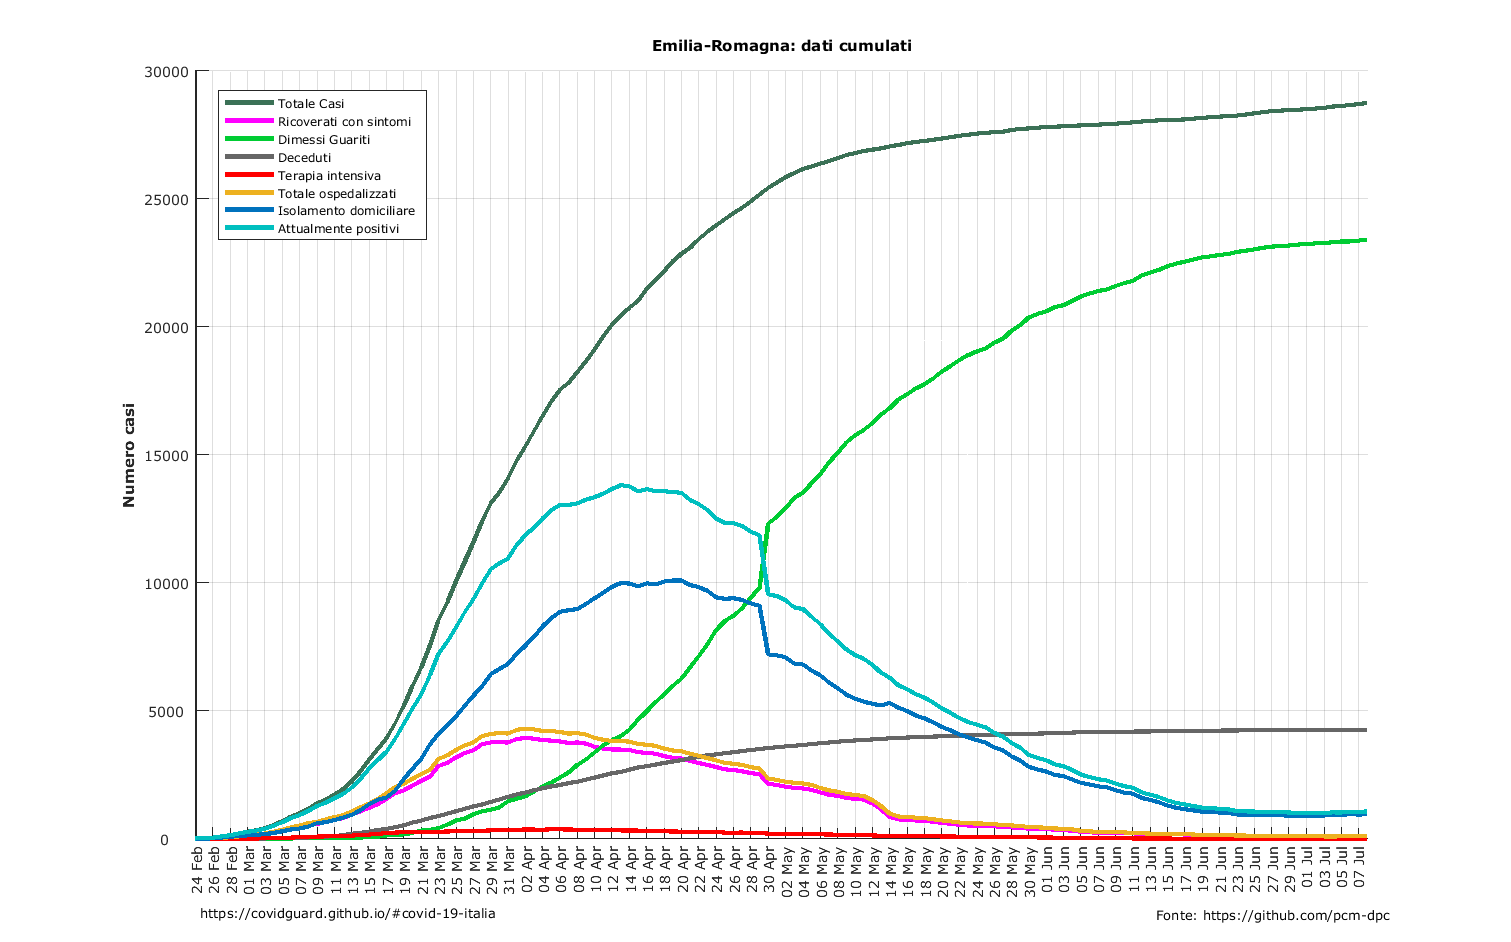 Emilia-Romagna: dati cumulati
30000
25000
20000
15000
10000
5000
0
Numero casi
Totale Casi
Ricoverati con sintomi
Dimessi Guariti
Deceduti
Terapia intensiva
Totale ospedalizzati
Isolamento domiciliare
Attualmente positivi
24 Feb
26 Feb
28 Feb
01 Mar
03 Mar
05 Mar
07 Mar
09 Mar
11 Mar
13 Mar
15 Mar
17 Mar
19 Mar
21 Mar
23 Mar
25 Mar
27 Mar
29 Mar
31 Mar
02 Apr
04 Apr
06 Apr
08 Apr
10 Apr
12 Apr
14 Apr
16 Apr
18 Apr
20 Apr
22 Apr
24 Apr
26 Apr
28 Apr
30 Apr
02 May
04 May
06 May
08 May
10 May
12 May
14 May
16 May
18 May
20 May
22 May
24 May
26 May
28 May
30 May
01 Jun
03 Jun
05 Jun
07 Jun
09 Jun
11 Jun
13 Jun
15 Jun
17 Jun
19 Jun
21 Jun
23 Jun
25 Jun
27 Jun
29 Jun
01 Jul
03 Jul
05 Jul
07 Jul
https://covidguard.github.io/#covid-19-italia
Fonte: https://github.com/pcm-dpc